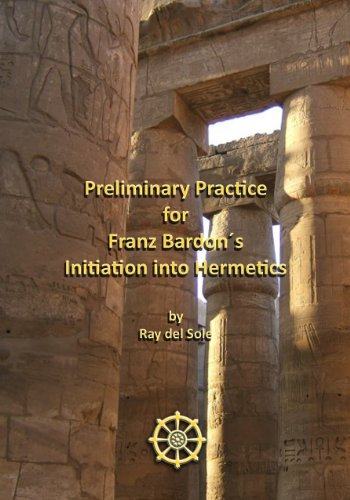 Preliminary Practice
for
Franz Bardon´s
Initiation into Hermetics
by
Ray del Sole